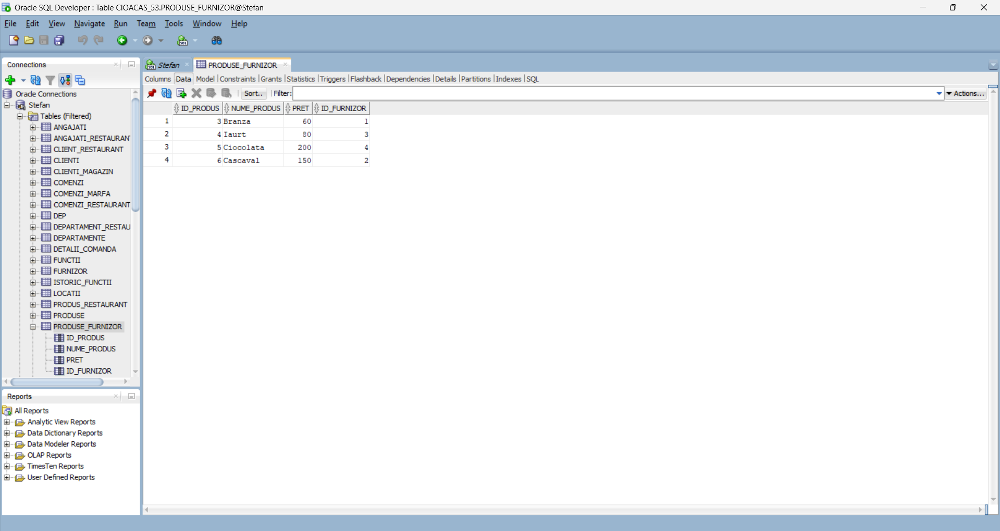 Oracle SQL Developer : Table CIOACAS_53.PRODUSE_FURNIZOR@Stefan
File Edit View Navigate Run Team Tools Window Help
SQL
Connections
Oracle Connections
Stefan
Tables (Filtered)
ANGAJATI
ANGAJATI_RESTAURAN
CLIENT_RESTAURANT
CLIENTI
CLIENTI_MAGAZIN
COMENZI
COMENZI_MARFA
COMENZI_RESTAURANT
DEP
DEPARTAMENT_RESTAU
DEPARTAMENTE
DETALII_COMANDA
FUNCTII
FURNIZOR
ISTORIC_FUNCTII
LOCATII
PRODUS_RESTAURANT
PRODUSE
PRODUSE_FURNIZOR
ID_PRODUS
NUME_PRODUS
PRET
ID_FURNIZOR
Reports
All Reports
Analytic View Reports
Data Dictionary Reports
Data Modeler Reports
OLAP Reports
TimesTen Reports
User Defined Reports
SQL Stefan PRODUSE_FURNIZOR
Columns Data Model |Constraints |Grants |Statistics |Triggers |Flashback |Dependencies |Details |Partitions |Indexes |SQL
Sort.. Filter: Actions...
ID_PRODUS NUME_PRODUS PRET ID_FURNIZOR
1 3 Branza 60 1
2 4 Iaurt 80 3
3 5 Ciocolata 200 4
4 6 Cascaval 150 2